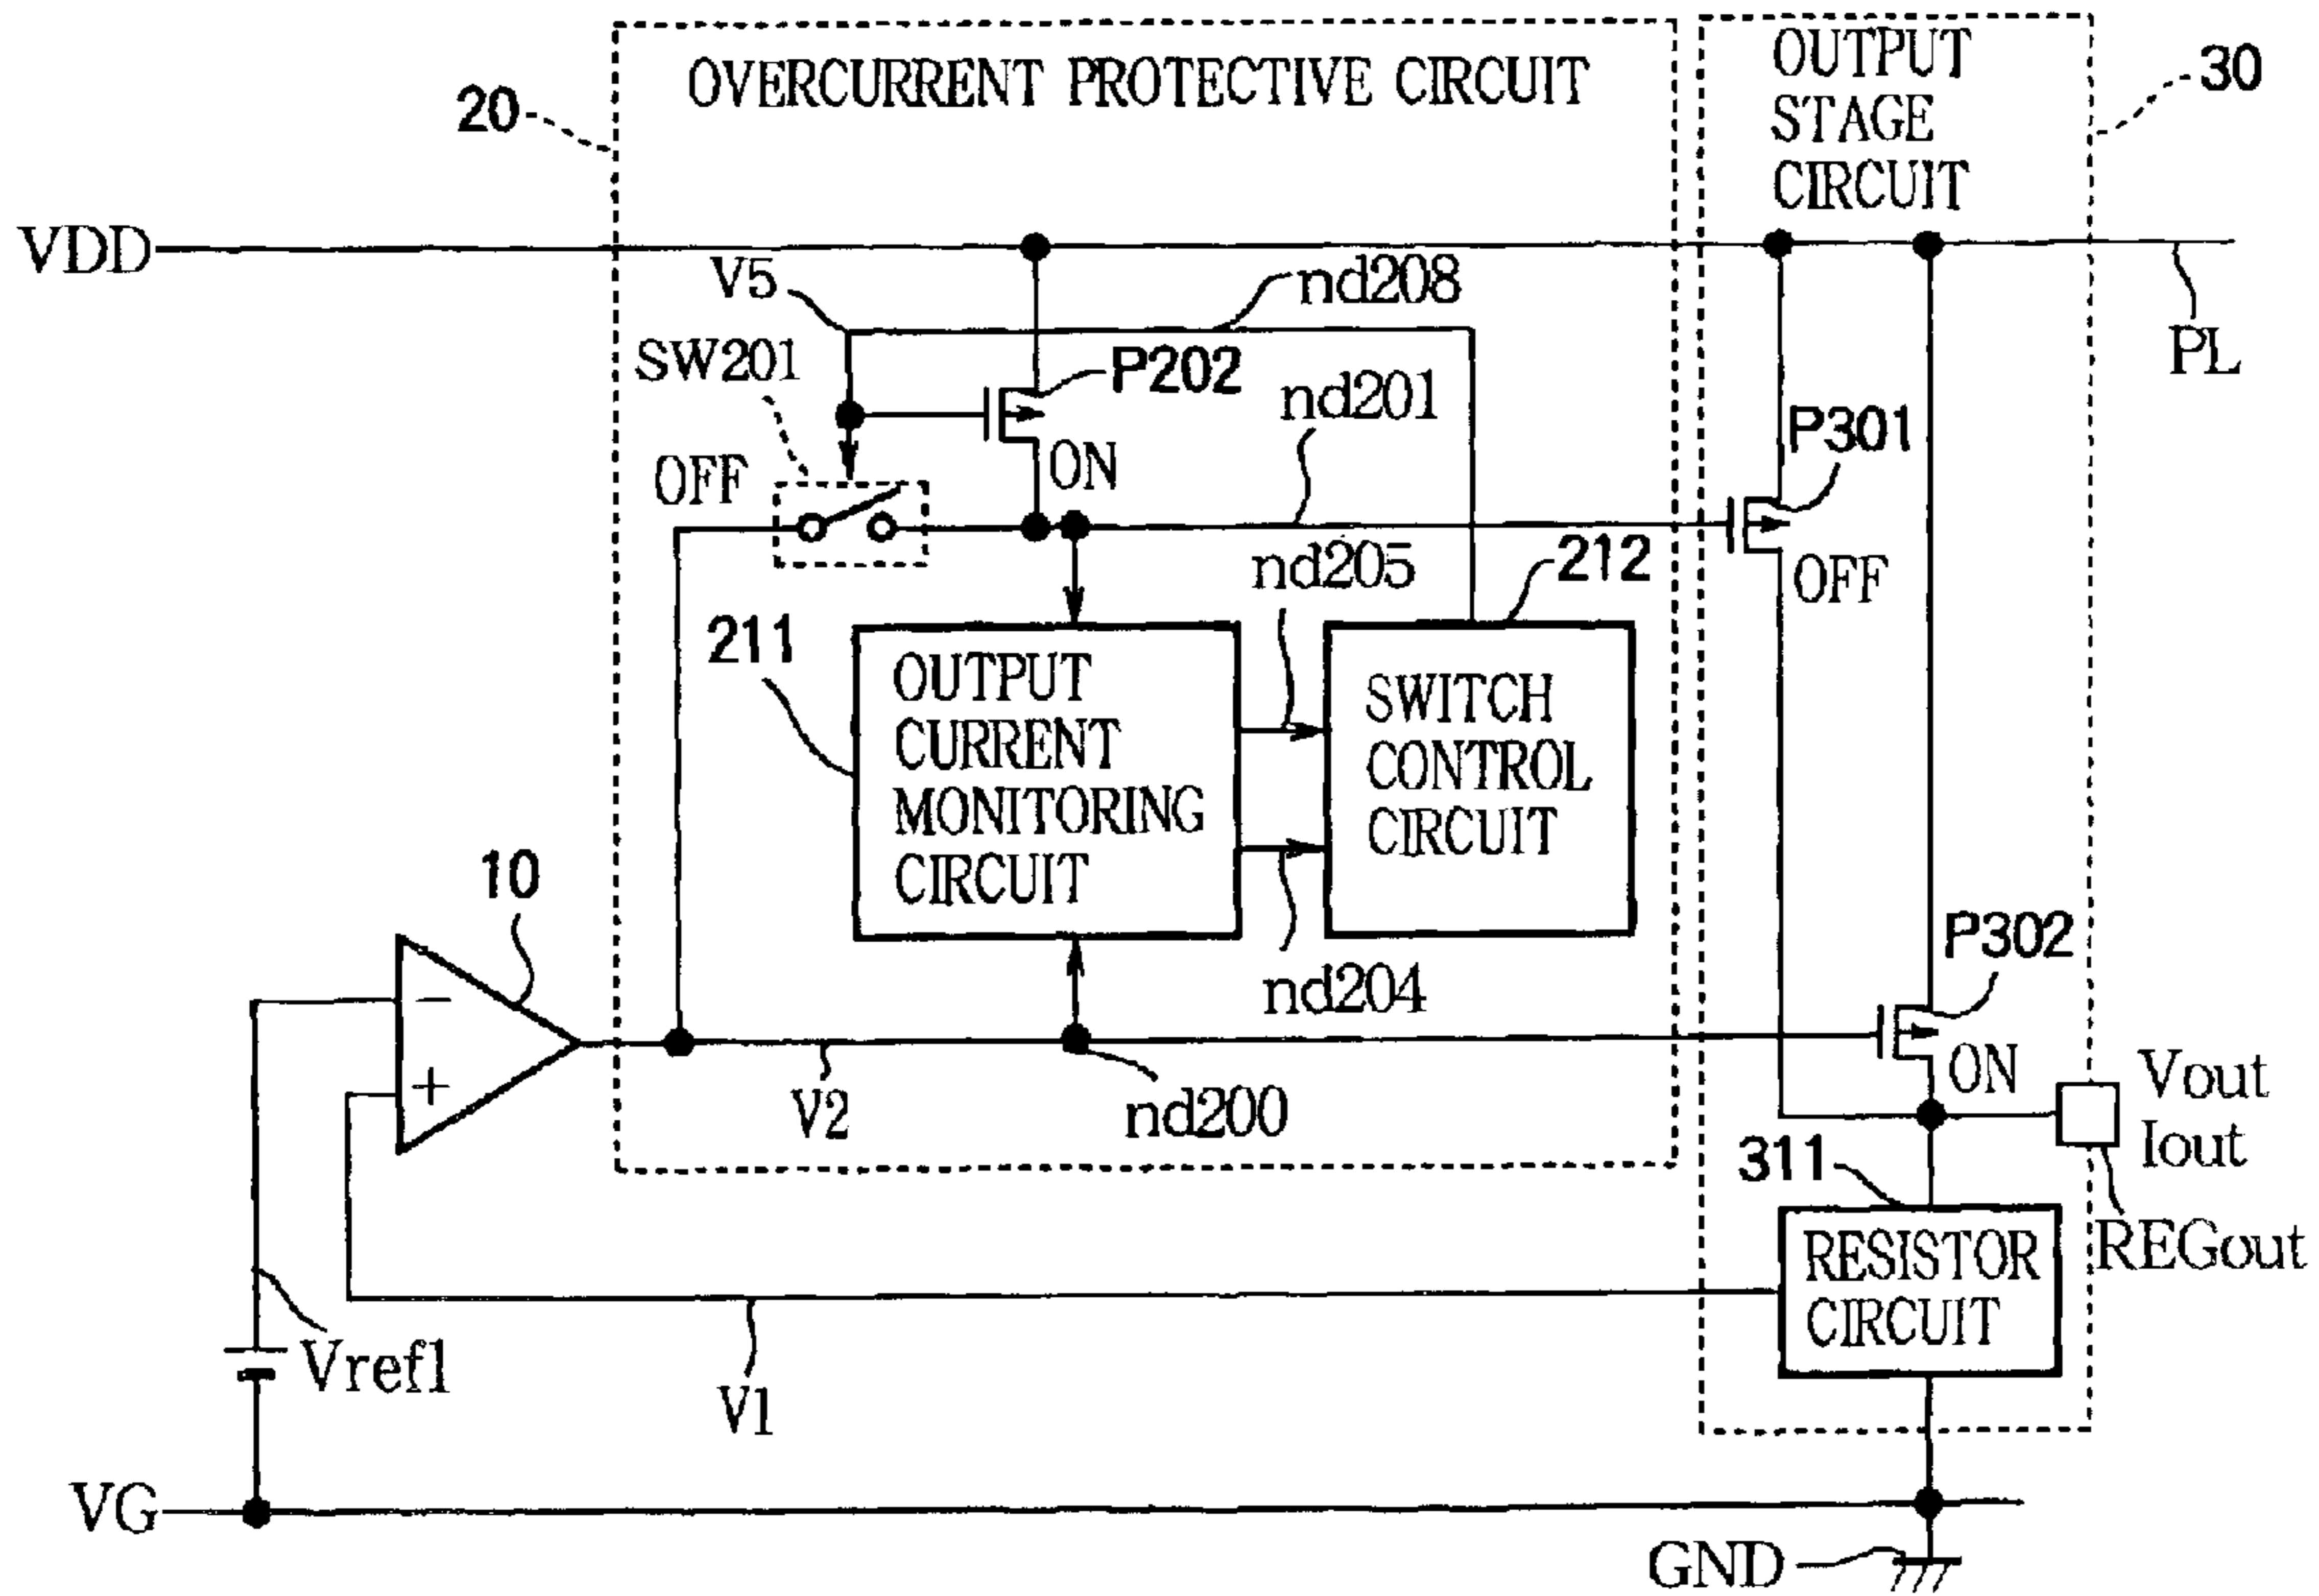 OVERCURRENT PROTECTIVE CIRCUIT
OUTPUT
STAGE
CIRCUIT
30
20
VDD
V5
nd208
PL
SW201
P202
nd201
P301
OFF
ON
nd205
212
OFF
211
OUTPUT
CURRENT
MONITORING
CIRCUIT
SWITCH
CONTROL
CIRCUIT
10
nd204
P302
−
+
V2
nd200
ON
Vout
Iout
311
REGout
RESISTOR
CIRCUIT
Vref1
V1
VG
GND